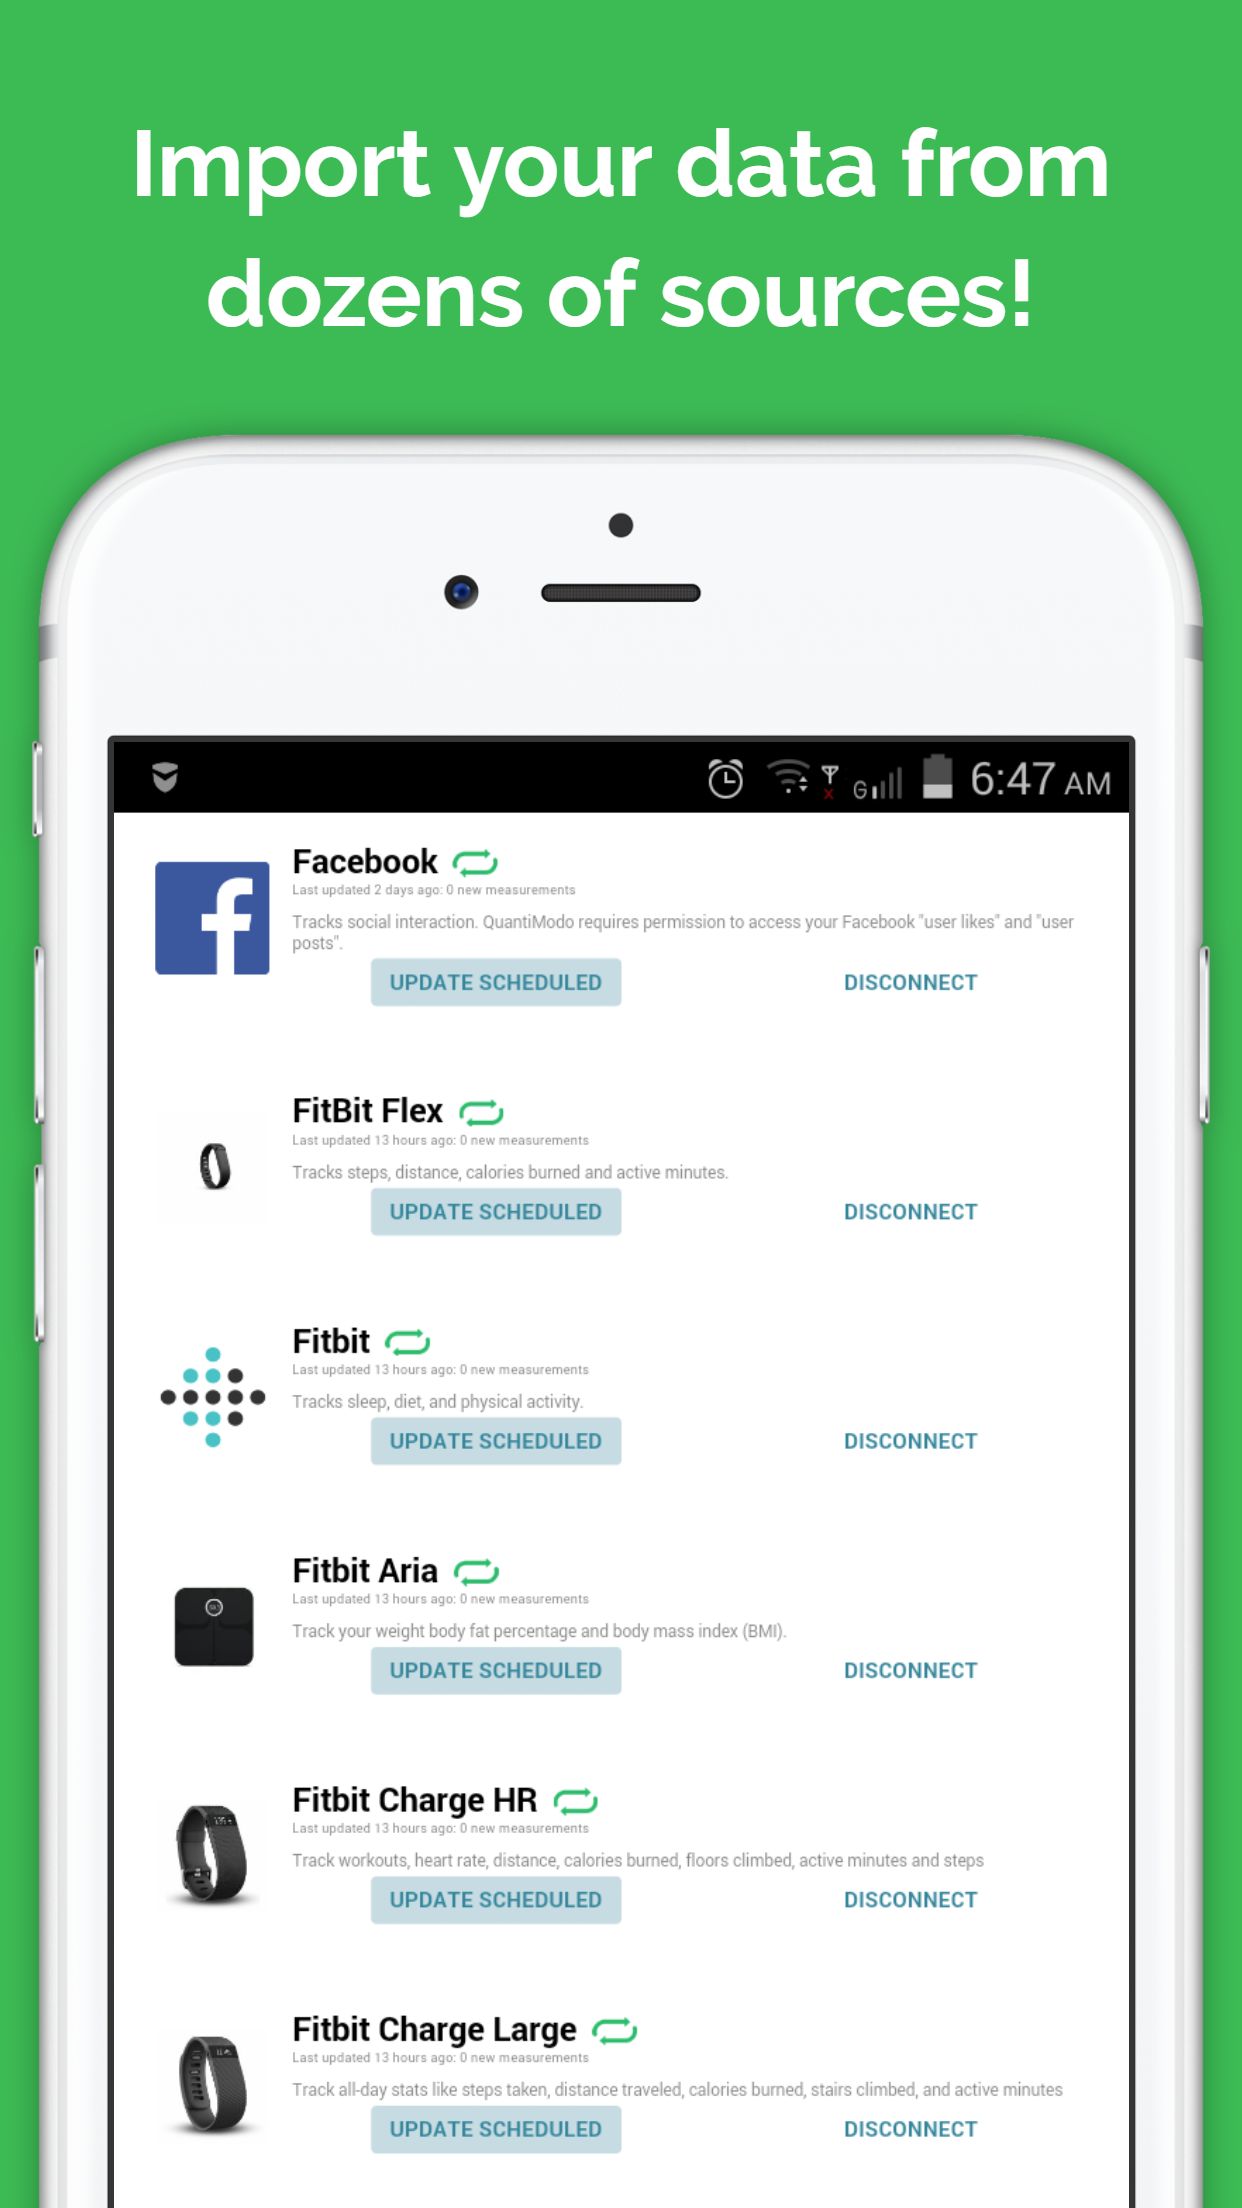 Import your data from
dozens of sources!
G
6:47 AM
Facebook
Last updated 2 days ago: 0 new measurements
Tracks social interaction. QuantiModo requires permission to access your Facebook "user likes" and "user
posts".
UPDATE SCHEDULED DISCONNECT
FitBit Flex
Last updated 13 hours ago: 0 new measurements
Tracks steps, distance, calories burned and active minutes.
UPDATE SCHEDULED DISCONNECT
Fitbit
Last updated 13 hours ago: 0 new measurements
Tracks sleep, diet, and physical activity.
UPDATE SCHEDULED DISCONNECT
Fitbit Aria
Last updated 13 hours ago: 0 new measurements
Track your weight body fat percentage and body mass index (BMI).
UPDATE SCHEDULED DISCONNECT
Fitbit Charge HR
Last updated 13 hours ago: 0 new measurements
Track workouts, heart rate, distance, calories burned, floors climbed, active minutes and steps
UPDATE SCHEDULED DISCONNECT
Fitbit Charge Large
Last updated 13 hours ago: 0 new measurements
Track all-day stats like steps taken, distance traveled, calories burned, stairs climbed, and active minutes
UPDATE SCHEDULED DISCONNECT